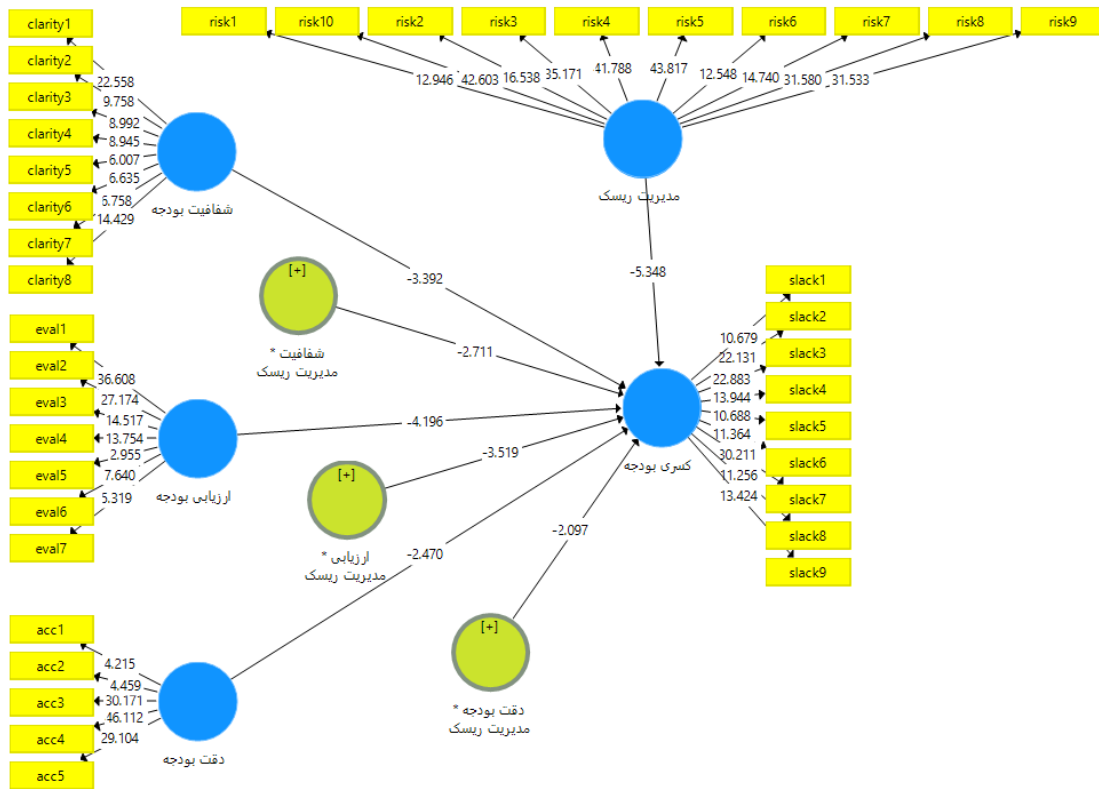 risk1
risk10
risk2
risk3
risk4
risk5
risk6
risk7
risk8
risk9
12.946
42.603
16.538
35.171
41.788
43.817
12.548
14.740
31.580
31.533
مدیریت ریسک
clarity1
clarity2
clarity3
clarity4
clarity5
clarity6
clarity7
clarity8
22.558
9.758
8.992
8.945
6.007
6.635
6.758
14.429
شفافیت بودجه
-3.392
-5.348
[+]
شفافیت *
مدیریت ریسک
-2.711
eval1
eval2
eval3
eval4
eval5
eval6
eval7
36.608
27.174
14.517
13.754
2.955
7.640
5.319
ارزیابی بودجه
-4.196
[+]
ارزیابی *
مدیریت ریسک
-3.519
کسری بودجه
slack1
slack2
slack3
slack4
slack5
slack6
slack7
slack8
slack9
10.679
22.131
22.883
13.944
10.688
11.364
30.211
11.256
13.424
acc1
acc2
acc3
acc4
acc5
4.215
4.459
30.171
46.112
29.104
دقت بودجه
-2.470
[+]
دقت بودجه *
مدیریت ریسک
-2.097